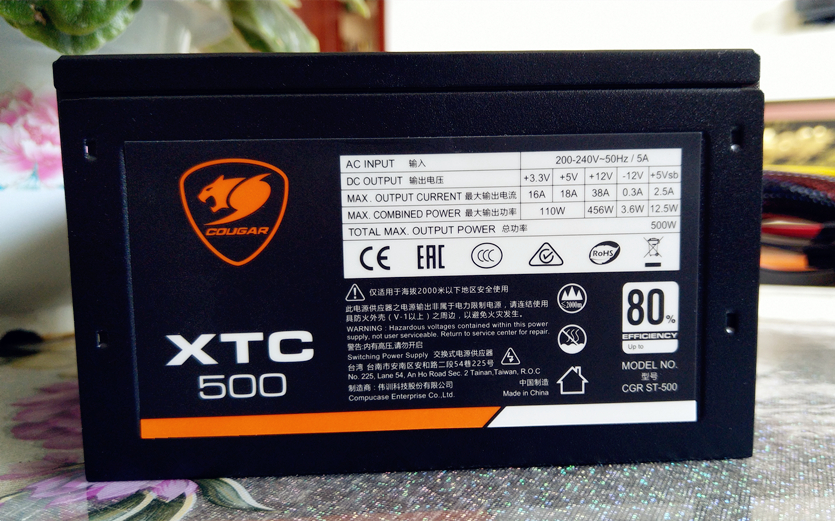 COUGAR
XTC
500
AC INPUT 输入 200-240V~50Hz / 5A
DC OUTPUT 输出电压 +3.3V +5V +12V -12V +5Vsb
MAX. OUTPUT CURRENT 最大输出电流 16A 18A 38A 0.3A 2.5A
MAX. COMBINED POWER 最大输出功率 110W 456W 3.6W 12.5W
TOTAL MAX. OUTPUT POWER 总功率 500W
CE EAC CCC RoHS
仅适用于海拔2000米以下地区安全使用
此电源供应器之电源输出非属于电力限制电源,请连结使用
具防火外壳(V-1以上)之周边,以避免火灾发生。
WARNING : Hazardous voltages contained within this power
supply, not user serviceable. Return to service center for repair.
警告:内有高压,请勿开启
Switching Power Supply 交换式电源供应器
台湾 台南市安南区安和路二段54巷225号
No. 225, Lane 54, An Ho Road Sec. 2 Tainan,Taiwan, R.O.C
制造商:伟训科技股份有限公司
Compucase Enterprise Co.,Ltd.
中国制造
Made in China
≤2000m
80%
EFFICIENCY
Up to
MODEL NO.
型号
CGR ST-500